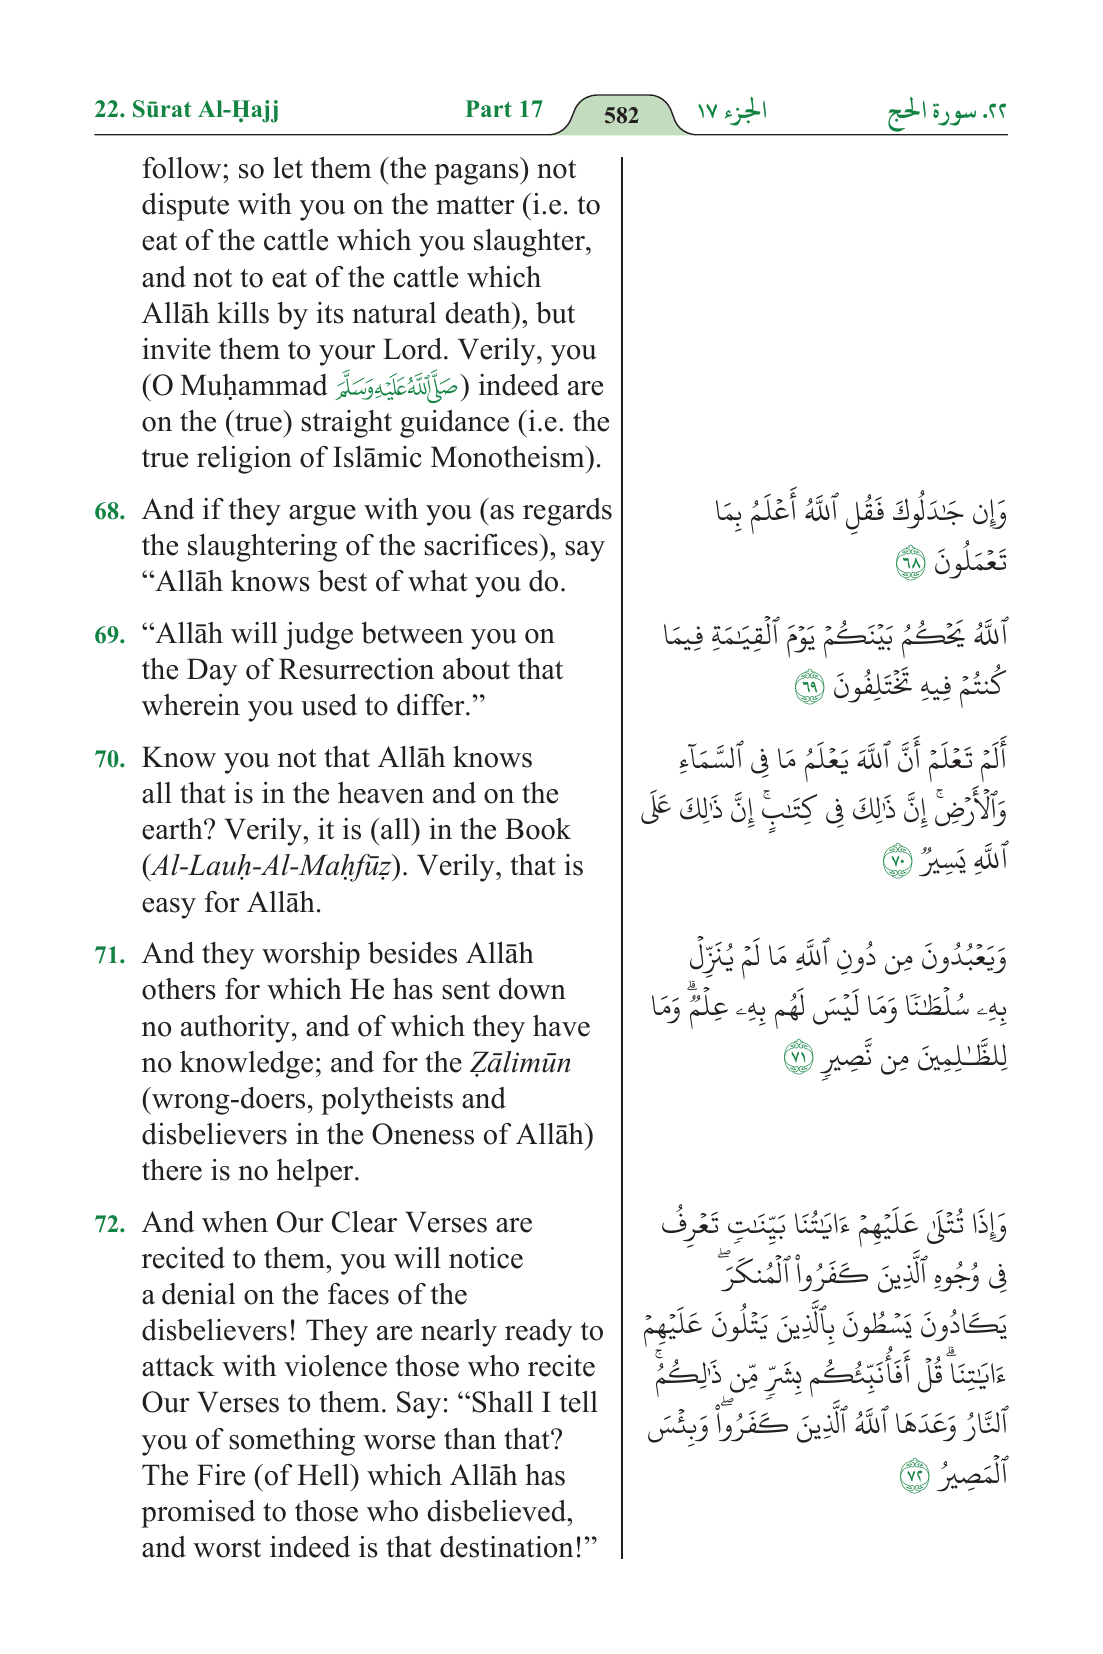 22. Sūrat Al-Ḥajj
Part 17
582
الجزء ١٧
٢٢. سورة الحج
follow; so let them (the pagans) not
dispute with you on the matter (i.e. to
eat of the cattle which you slaughter,
and not to eat of the cattle which
Allāh kills by its natural death), but
invite them to your Lord. Verily, you
(O Muḥammad صَلَّى ٱللَّهُ عَلَيْهِ وَسَلَّمَ) indeed are
on the (true) straight guidance (i.e. the
true religion of Islāmic Monotheism).
68. And if they argue with you (as regards
the slaughtering of the sacrifices), say
“Allāh knows best of what you do.
وَإِن جَـٰدَلُوكَ فَقُلِ ٱللَّهُ أَعْلَمُ بِمَا
تَعْمَلُونَ ٦٨
69. “Allāh will judge between you on
the Day of Resurrection about that
wherein you used to differ.”
ٱللَّهُ يَحْكُمُ بَيْنَكُمْ يَوْمَ ٱلْقِيَـٰمَةِ فِيمَا
كُنتُمْ فِيهِ تَخْتَلِفُونَ ٦٩
70. Know you not that Allāh knows
all that is in the heaven and on the
earth? Verily, it is (all) in the Book
(Al-Lauḥ-Al-Maḥfūẓ). Verily, that is
easy for Allāh.
أَلَمْ تَعْلَمْ أَنَّ ٱللَّهَ يَعْلَمُ مَا فِى ٱلسَّمَآءِ
وَٱلْأَرْضِ ۚ إِنَّ ذَٰلِكَ فِى كِتَـٰبٍ ۚ إِنَّ ذَٰلِكَ عَلَى
ٱللَّهِ يَسِيرٌ ٧٠
71. And they worship besides Allāh
others for which He has sent down
no authority, and of which they have
no knowledge; and for the Ẓālimūn
(wrong-doers, polytheists and
disbelievers in the Oneness of Allāh)
there is no helper.
وَيَعْبُدُونَ مِن دُونِ ٱللَّهِ مَا لَمْ يُنَزِّلْ
بِهِۦ سُلْطَـٰنًا وَمَا لَيْسَ لَهُم بِهِۦ عِلْمٌ ۗ وَمَا
لِلظَّـٰلِمِينَ مِن نَّصِيرٍ ٧١
72. And when Our Clear Verses are
recited to them, you will notice
a denial on the faces of the
disbelievers! They are nearly ready to
attack with violence those who recite
Our Verses to them. Say: “Shall I tell
you of something worse than that?
The Fire (of Hell) which Allāh has
promised to those who disbelieved,
and worst indeed is that destination!”
وَإِذَا تُتْلَىٰ عَلَيْهِمْ ءَايَـٰتُنَا بَيِّنَـٰتٍ تَعْرِفُ
فِى وُجُوهِ ٱلَّذِينَ كَفَرُوا۟ ٱلْمُنكَرَ ۖ
يَكَادُونَ يَسْطُونَ بِٱلَّذِينَ يَتْلُونَ عَلَيْهِمْ
ءَايَـٰتِنَا ۗ قُلْ أَفَأُنَبِّئُكُم بِشَرٍّ مِّن ذَٰلِكُمُ ۚ
ٱلنَّارُ وَعَدَهَا ٱللَّهُ ٱلَّذِينَ كَفَرُوا۟ ۖ وَبِئْسَ
ٱلْمَصِيرُ ٧٢